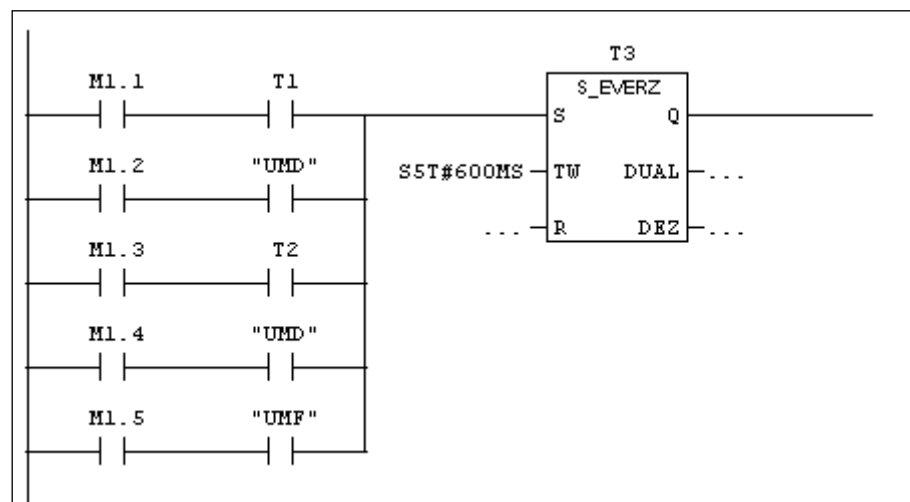 T3
M1.1 T1 S_EVERZ
S Q
M1.2 "UMD" S5T#600MS TW DUAL ...
M1.3 T2 ... R DEZ ...
M1.4 "UMD"
M1.5 "UMF"